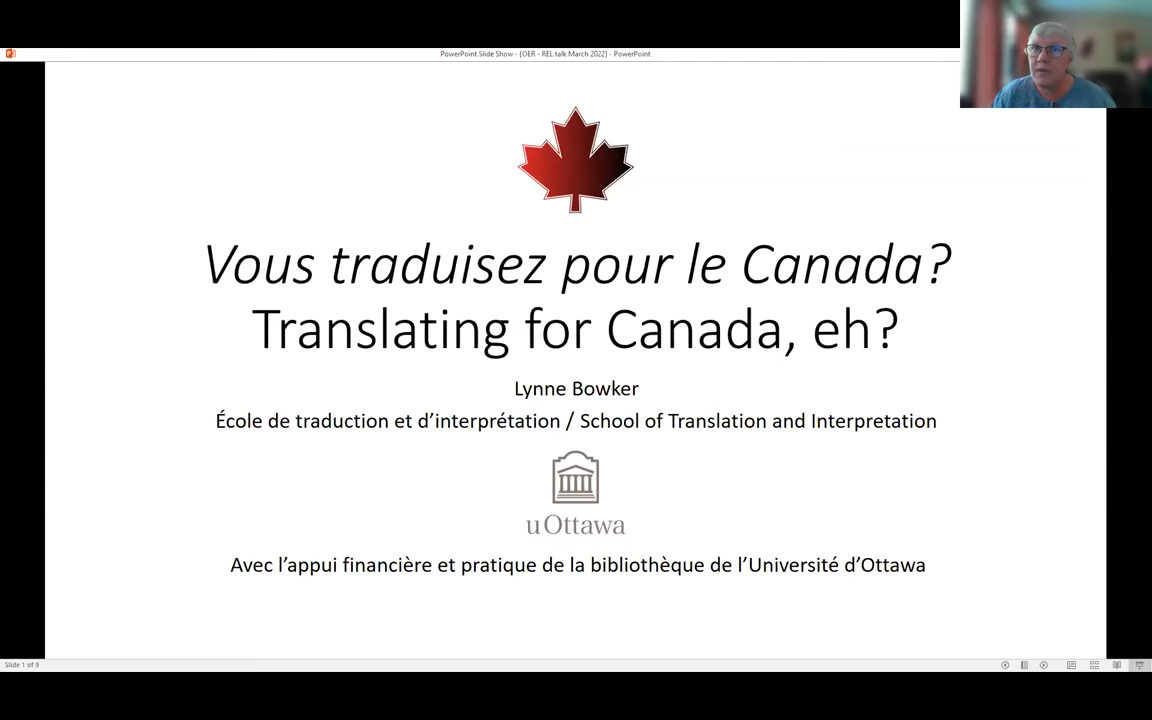 PowerPoint Slide Show - [OER - REL talk March 2022] - PowerPoint
Vous traduisez pour le Canada?
Translating for Canada, eh?
Lynne Bowker
École de traduction et d’interprétation / School of Translation and Interpretation
uOttawa
Avec l’appui financière et pratique de la bibliothèque de l’Université d’Ottawa
Slide 1 of 9